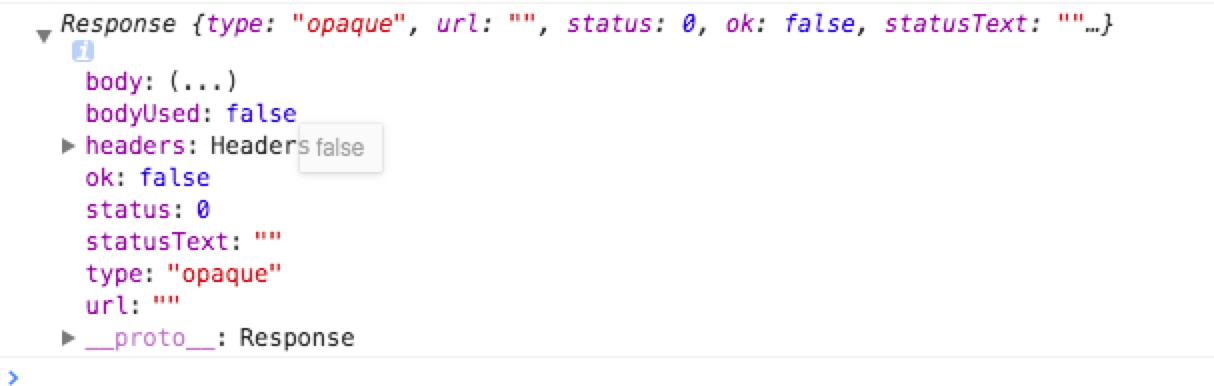 Response {type: "opaque", url: "", status: 0, ok: false, statusText: ""…}
i
body: (...)
bodyUsed: false
headers: Headers
false
ok: false
status: 0
statusText: ""
type: "opaque"
url: ""
__proto__: Response